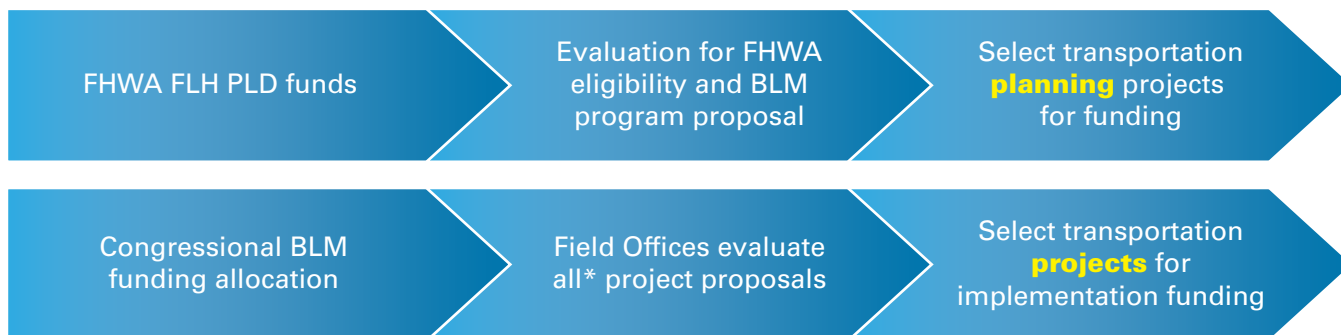 FHWA FLH PLD funds
Evaluation for FHWA
eligibility and BLM
program proposal
Select transportation
planning projects
for funding
Congressional BLM
funding allocation
Field Offices evaluate
all* project proposals
Select transportation
projects for
implementation funding